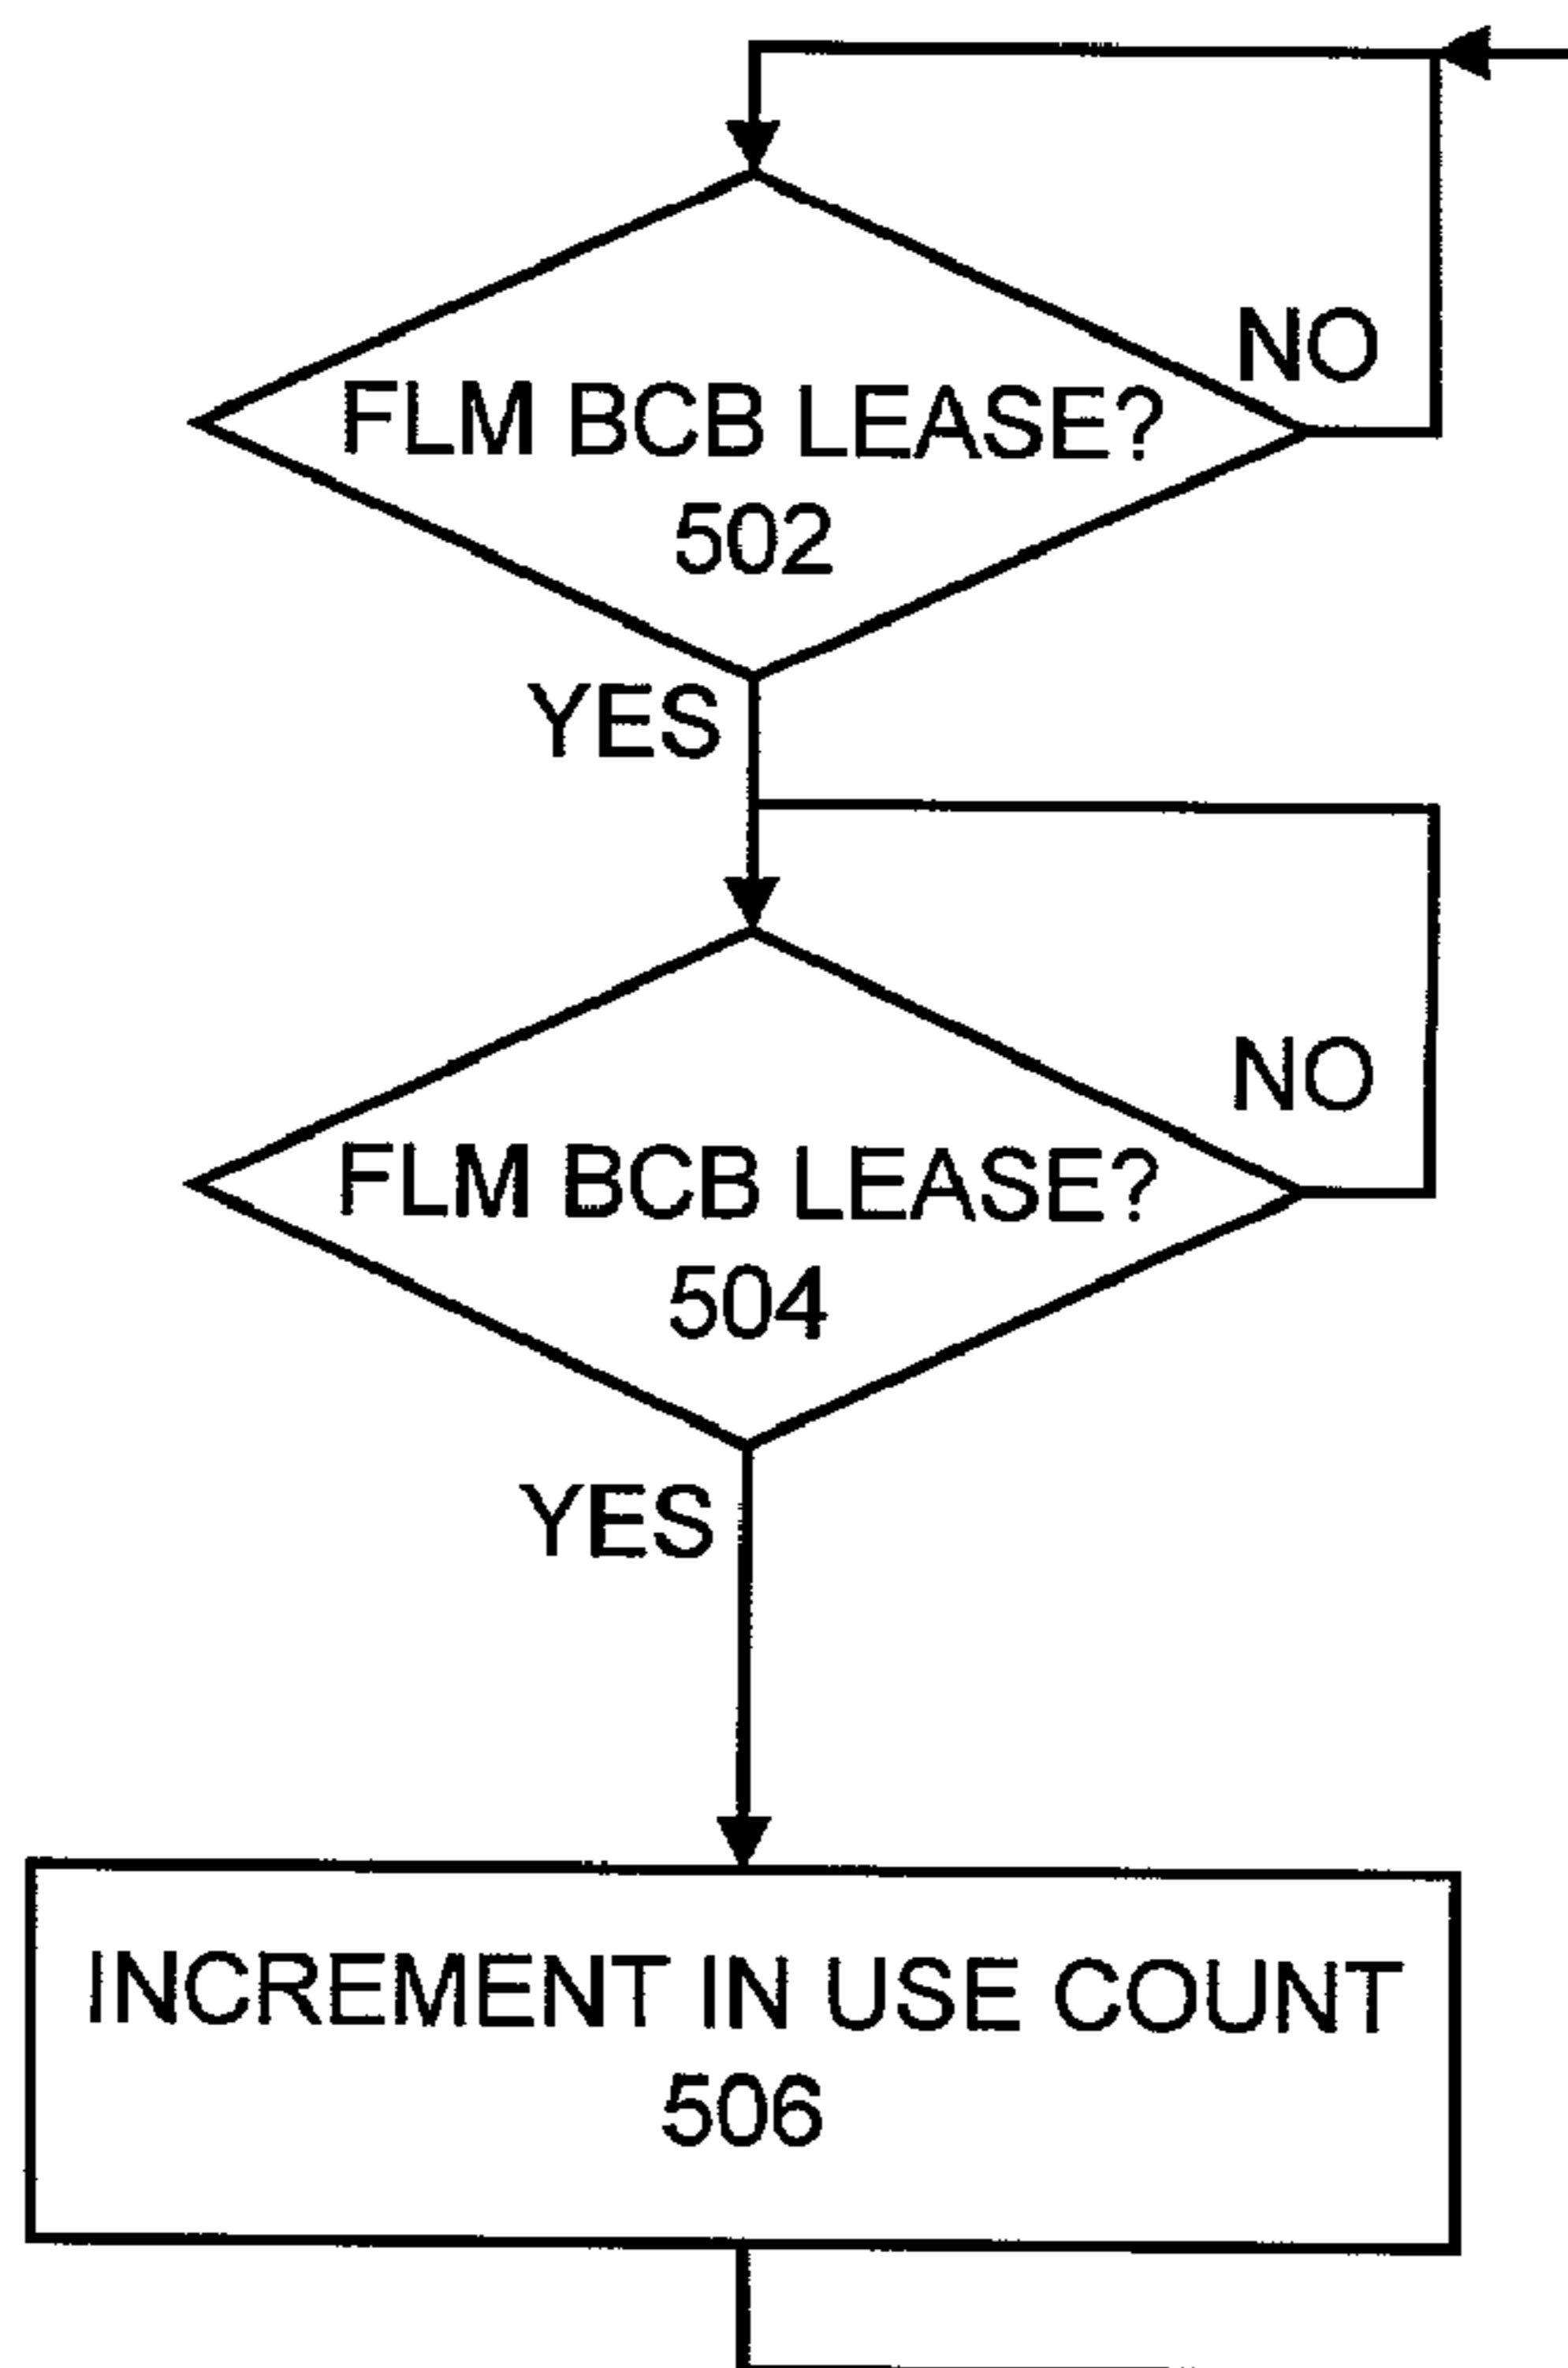 NO
FLM BCB LEASE?
502
YES
NO
FLM BCB LEASE?
504
YES
INCREMENT IN USE COUNT
506